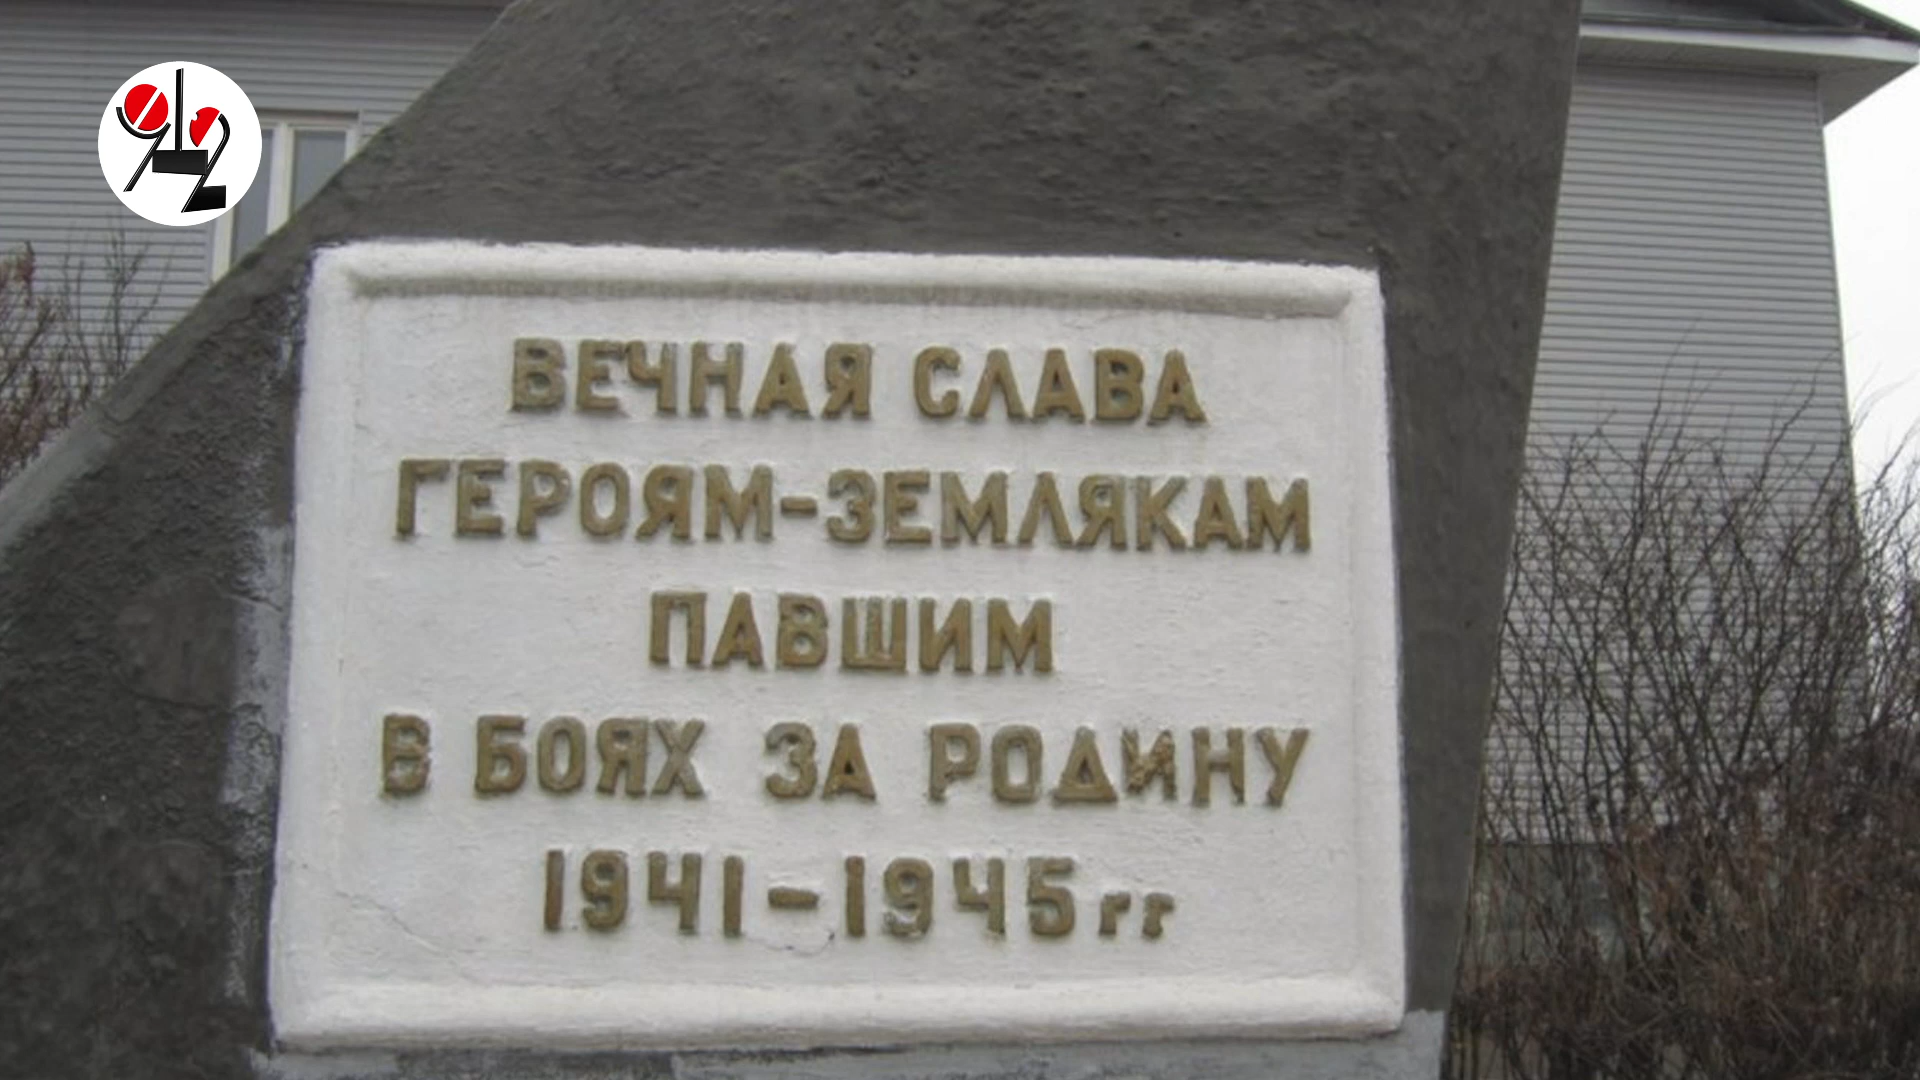 ВЕЧНАЯ СЛАВА
ГЕРОЯМ-ЗЕМЛЯКАМ
ПАВШИМ
В БОЯХ ЗА РОДИНУ
1941-1945гг